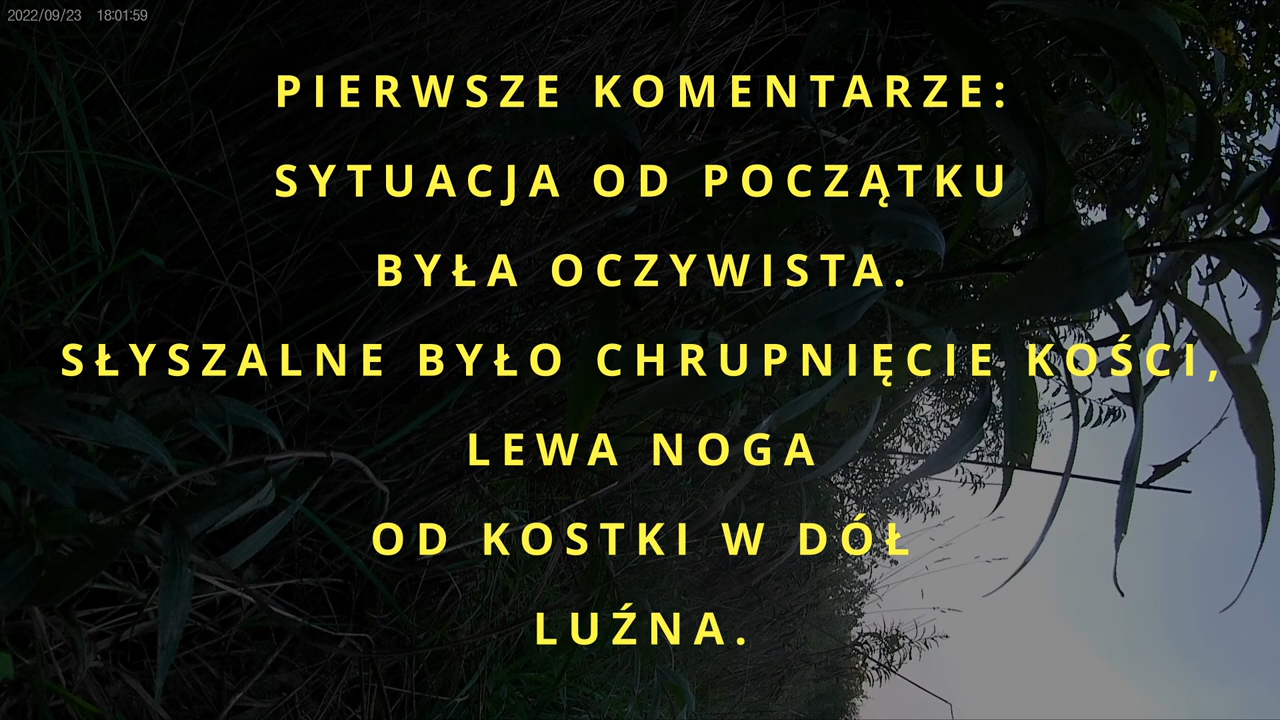 2022/09/23 18:01:59
PIERWSZE KOMENTARZE:
SYTUACJA OD POCZĄTKU
BYŁA OCZYWISTA.
SŁYSZALNE BYŁO CHRUPNIĘCIE KOŚCI,
LEWA NOGA
OD KOSTKI W DÓŁ
LUŹNA.